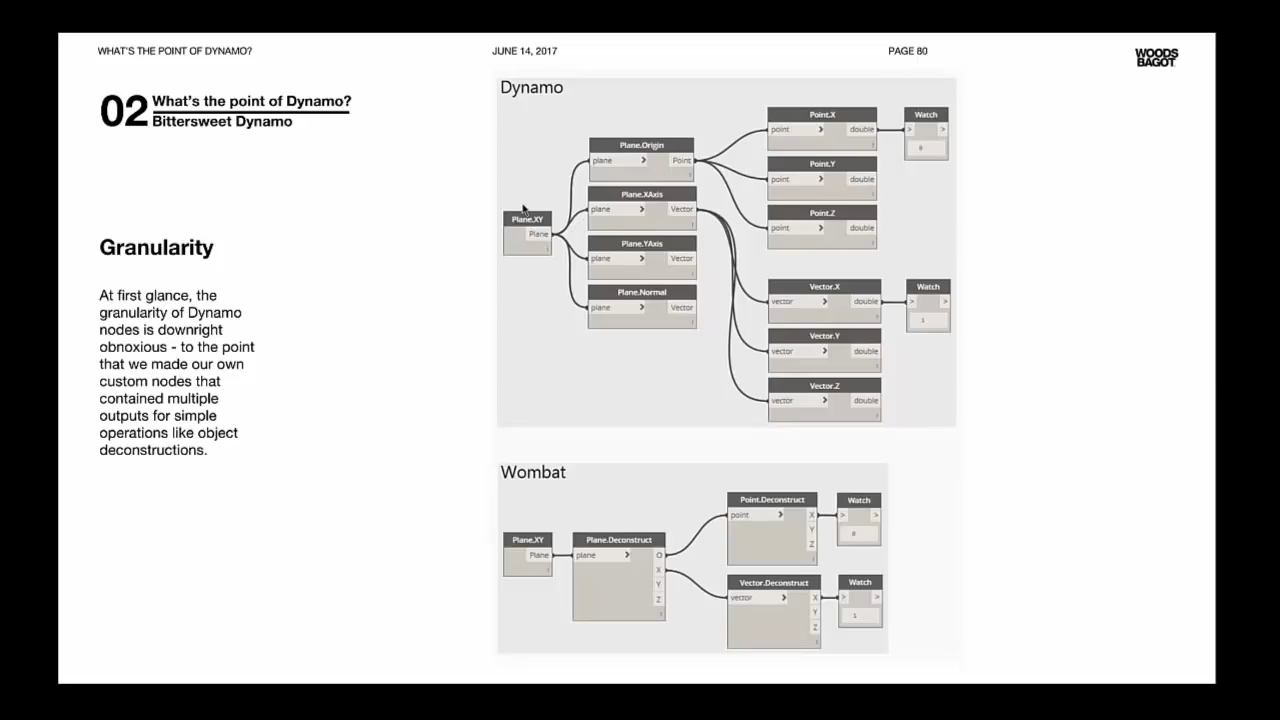 WHAT'S THE POINT OF DYNAMO?
JUNE 14, 2017
PAGE 80
WOODS
BAGOT
02
What's the point of Dynamo?
Bittersweet Dynamo
Granularity
At first glance, the
granularity of Dynamo
nodes is downright
obnoxious - to the point
that we made our own
custom nodes that
contained multiple
outputs for simple
operations like object
deconstructions.
Dynamo
Plane.XY
Plane
Plane.Origin
plane > Point
Plane.XAxis
plane > Vector
Plane.YAxis
plane > Vector
Plane.Normal
plane > Vector
Point.X
point > double
Point.Y
point > double
Point.Z
point > double
Watch
> >
0
Vector.X
vector > double
Vector.Y
vector > double
Vector.Z
vector > double
Watch
> >
1
Wombat
Plane.XY
Plane
Plane.Deconstruct
plane > O
X
Y
Z
Point.Deconstruct
point > X
Y
Z
Watch
> >
0
Vector.Deconstruct
vector > X
Y
Z
Watch
> >
1